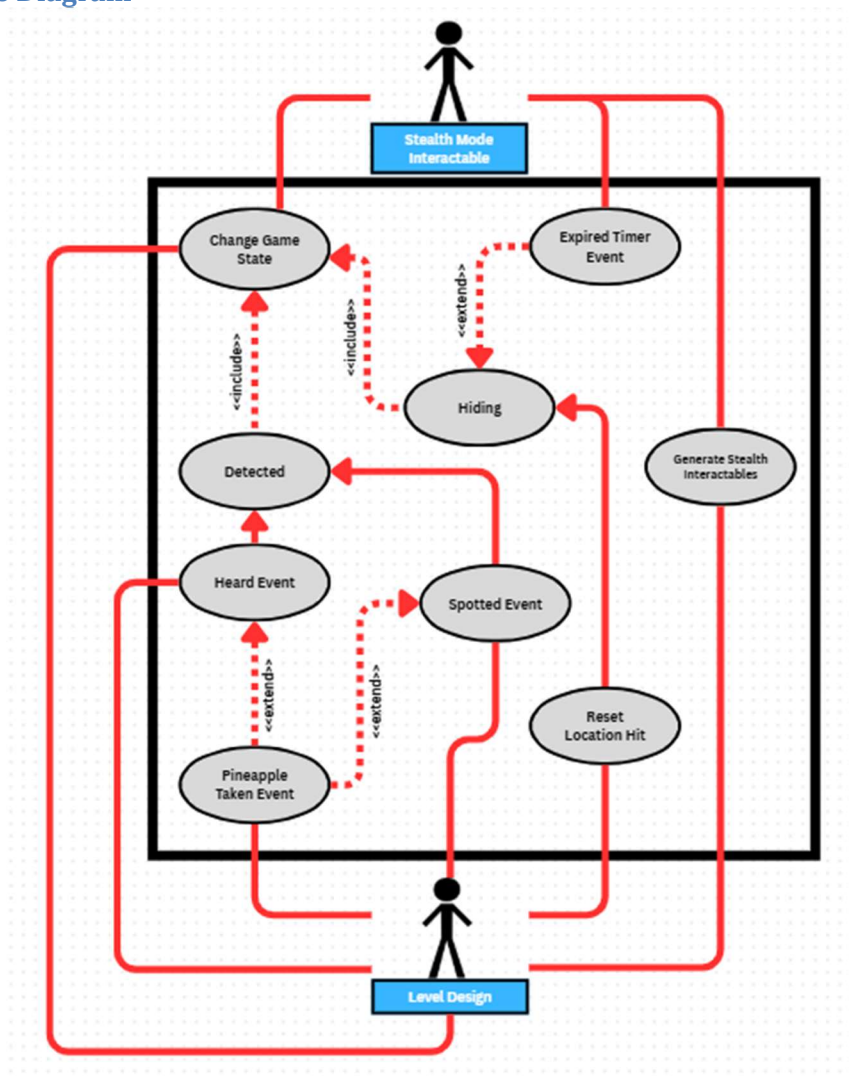 Diagram
Stealth Mode
Interactable
Change Game
State
Expired Timer
Event
<<extend>>
<<include>>
<<include>>
Hiding
Generate Stealth
Interactables
Detected
Heard Event
Spotted Event
<<extend>>
<<extend>>
Reset
Location Hit
Pineapple
Taken Event
Level Design